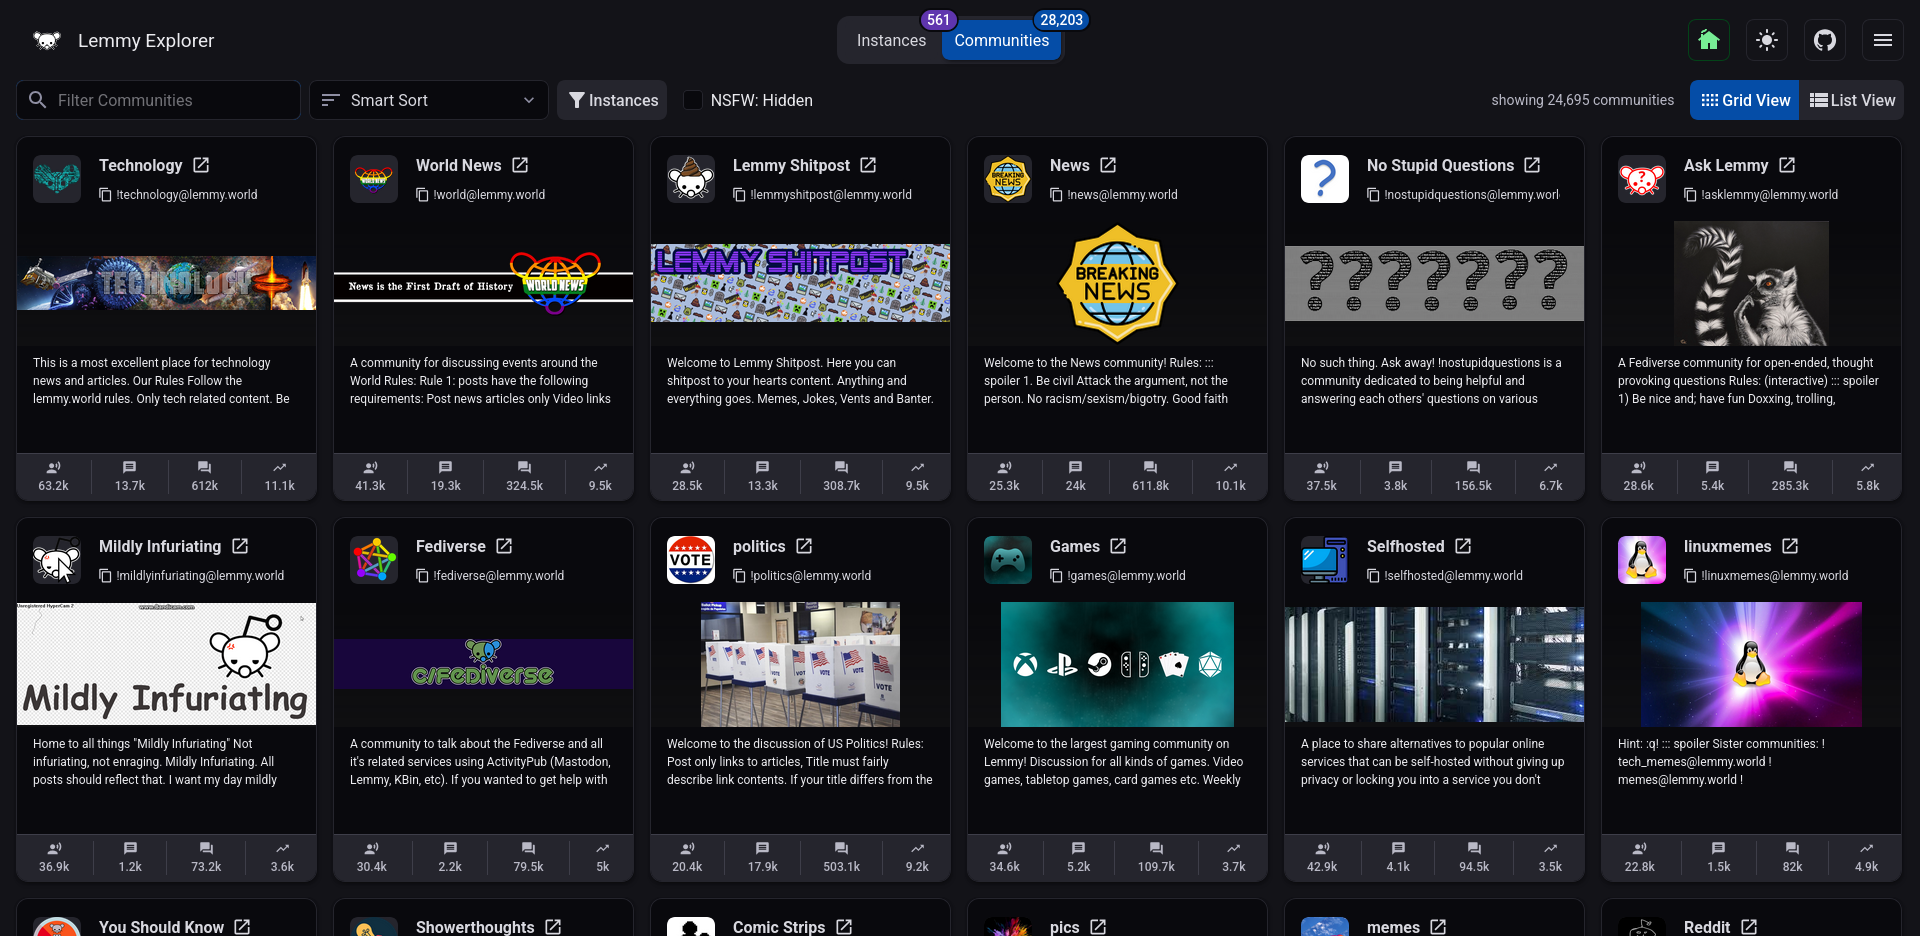 Lemmy Explorer
Instances
561
Communities
28,203
Filter Communities
Smart Sort
Instances
NSFW: Hidden
showing 24,695 communities
Grid View
List View
Technology
!technology@lemmy.world
TECHNOLOGY
This is a most excellent place for technology
news and articles. Our Rules Follow the
lemmy.world rules. Only tech related content. Be
63.2k
13.7k
612k
11.1k
World News
!world@lemmy.world
News is the First Draft of History
WORLD NEWS
A community for discussing events around the
World Rules: Rule 1: posts have the following
requirements: Post news articles only Video links
41.3k
19.3k
324.5k
9.5k
Lemmy Shitpost
!lemmyshitpost@lemmy.world
LEMMY SHITPOST
Welcome to Lemmy Shitpost. Here you can
shitpost to your hearts content. Anything and
everything goes. Memes, Jokes, Vents and Banter.
28.5k
13.3k
308.7k
9.5k
News
!news@lemmy.world
BREAKING
NEWS
BREAKING
NEWS
Welcome to the News community! Rules: :::
spoiler 1. Be civil Attack the argument, not the
person. No racism/sexism/bigotry. Good faith
25.3k
24k
611.8k
10.1k
No Stupid Questions
!nostupidquestions@lemmy.worl
?
???????
No such thing. Ask away! !nostupidquestions is a
community dedicated to being helpful and
answering each others' questions on various
37.5k
3.8k
156.5k
6.7k
Ask Lemmy
!asklemmy@lemmy.world
A Fediverse community for open-ended, thought
provoking questions Rules: (interactive) ::: spoiler
1) Be nice and; have fun Doxxing, trolling,
28.6k
5.4k
285.3k
5.8k
Mildly Infuriating
!mildlyinfuriating@lemmy.world
Unregistered HyperCam 2
www.Bandicam.com
Mildly InfuriatIng
Home to all things "Mildly Infuriating" Not
infuriating, not enraging. Mildly Infuriating. All
posts should reflect that. I want my day mildly
36.9k
1.2k
73.2k
3.6k
Fediverse
!fediverse@lemmy.world
c/Fediverse
A community to talk about the Fediverse and all
it's related services using ActivityPub (Mastodon,
Lemmy, KBin, etc). If you wanted to get help with
30.4k
2.2k
79.5k
5k
politics
!politics@lemmy.world
VOTE
VOTE
Welcome to the discussion of US Politics! Rules:
Post only links to articles, Title must fairly
describe link contents. If your title differs from the
20.4k
17.9k
503.1k
9.2k
Games
!games@lemmy.world
Welcome to the largest gaming community on
Lemmy! Discussion for all kinds of games. Video
games, tabletop games, card games etc. Weekly
34.6k
5.2k
109.7k
3.7k
Selfhosted
!selfhosted@lemmy.world
A place to share alternatives to popular online
services that can be self-hosted without giving up
privacy or locking you into a service you don't
42.9k
4.1k
94.5k
3.5k
linuxmemes
!linuxmemes@lemmy.world
Hint: :q! ::: spoiler Sister communities: !
tech_memes@lemmy.world !
memes@lemmy.world !
22.8k
1.5k
82k
4.9k
You Should Know
Showerthoughts
Comic Strips
pics
memes
Reddit